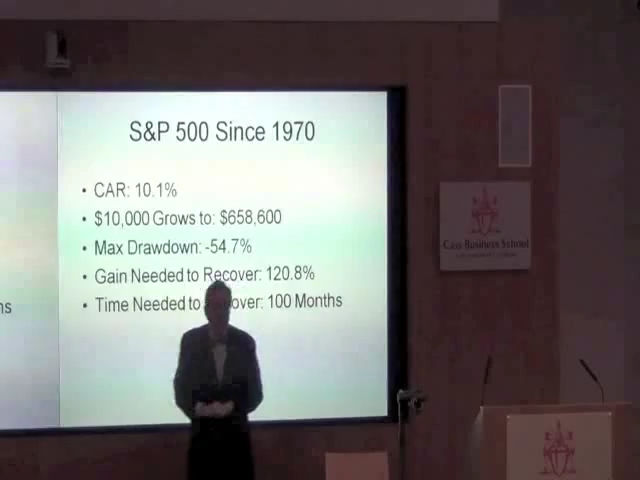 S&P 500 Since 1970
• CAR: 10.1%
• $10,000 Grows to: $658,600
• Max Drawdown: -54.7%
• Gain Needed to Recover: 120.8%
ns
• Time Needed to over: 100 Months
Cass Business School